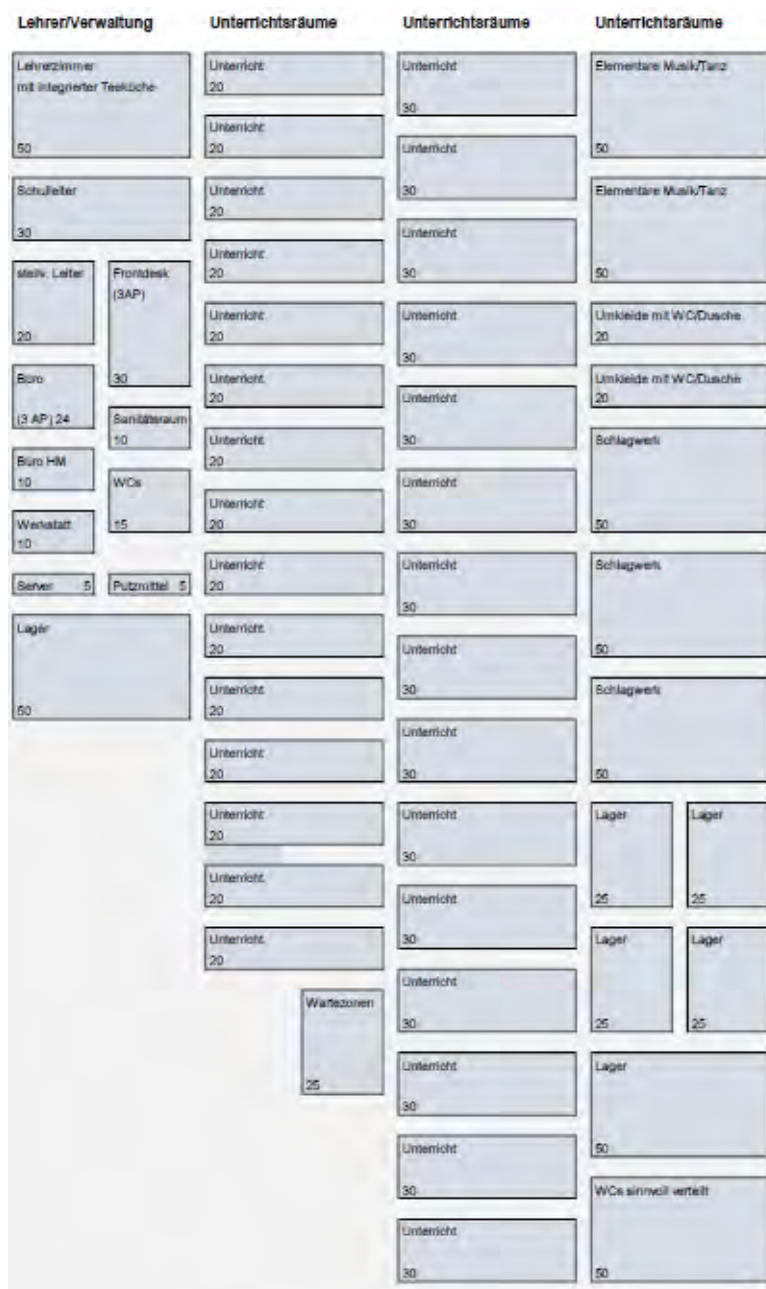 Lehrer/Verwaltung
Lehrerzimmer
mit integrierter Teeküche
50
Schulleiter
30
stellv. Leiter
20
Frontdesk
(3AP)
30
Büro
(3 AP) 24
Sanitätsraum
10
Büro HM
10
WCs
15
Werkstatt
10
Server 5
Putzmittel 5
Lager
50
Unterrichtsräume
Unterricht
20
Unterricht
20
Unterricht
20
Unterricht
20
Unterricht
20
Unterricht
20
Unterricht
20
Unterricht
20
Unterricht
20
Unterricht
20
Unterricht
20
Unterricht
20
Unterricht
20
Unterricht
20
Unterricht
20
Wartezonen
25
Unterrichtsräume
Unterricht
30
Unterricht
30
Unterricht
30
Unterricht
30
Unterricht
30
Unterricht
30
Unterricht
30
Unterricht
30
Unterricht
30
Unterricht
30
Unterricht
30
Unterricht
30
Unterricht
30
Unterricht
30
Unterricht
30
Unterrichtsräume
Elementare Musik/Tanz
50
Elementare Musik/Tanz
50
Umkleide mit WC/Dusche
20
Umkleide mit WC/Dusche
20
Schlagwerk
50
Schlagwerk
50
Schlagwerk
50
Lager
25
Lager
25
Lager
25
Lager
25
Lager
50
WCs sinnvoll verteilt
50